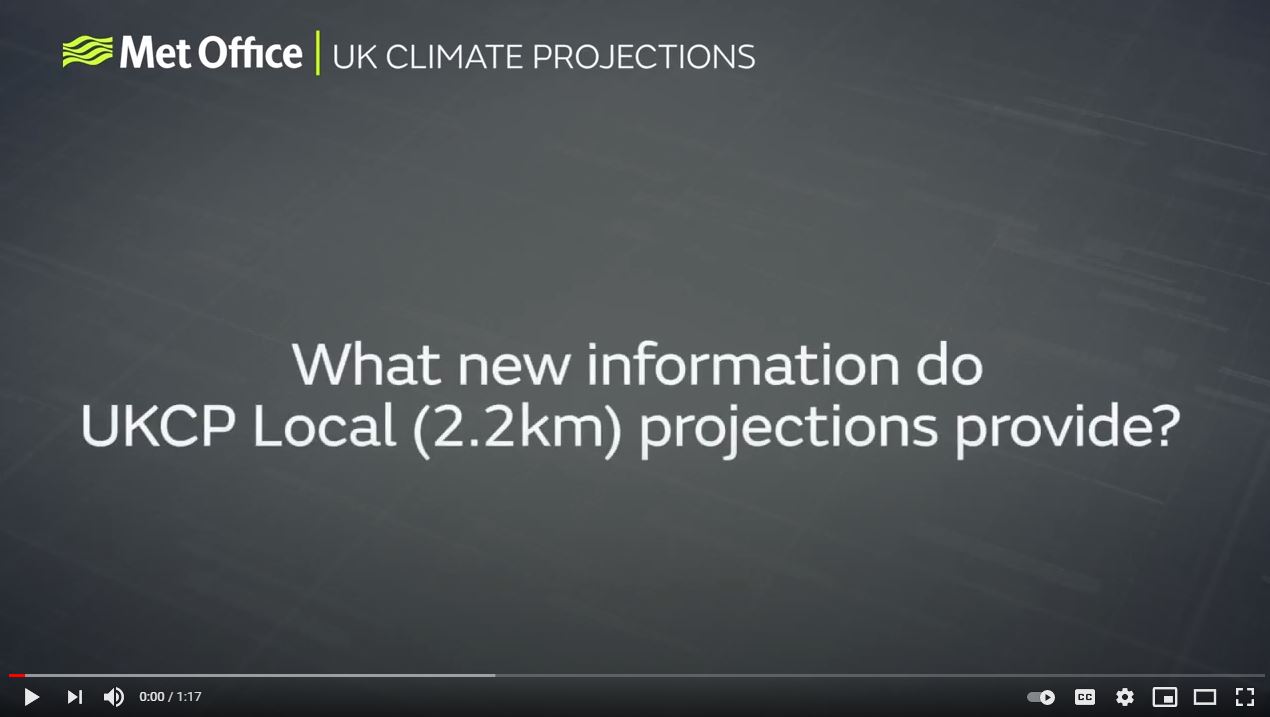 Met Office | UK CLIMATE PROJECTIONS
What new information do
UKCP Local (2.2km) projections provide?
0:00 / 1:17
CC